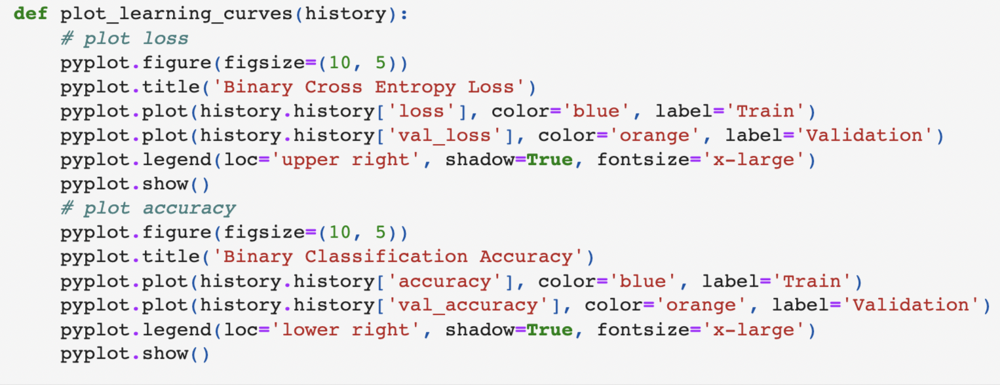 def plot_learning_curves(history):
    # plot loss
    pyplot.figure(figsize=(10, 5))
    pyplot.title('Binary Cross Entropy Loss')
    pyplot.plot(history.history['loss'], color='blue', label='Train')
    pyplot.plot(history.history['val_loss'], color='orange', label='Validation')
    pyplot.legend(loc='upper right', shadow=True, fontsize='x-large')
    pyplot.show()
    # plot accuracy
    pyplot.figure(figsize=(10, 5))
    pyplot.title('Binary Classification Accuracy')
    pyplot.plot(history.history['accuracy'], color='blue', label='Train')
    pyplot.plot(history.history['val_accuracy'], color='orange', label='Validation')
    pyplot.legend(loc='lower right', shadow=True, fontsize='x-large')
    pyplot.show()